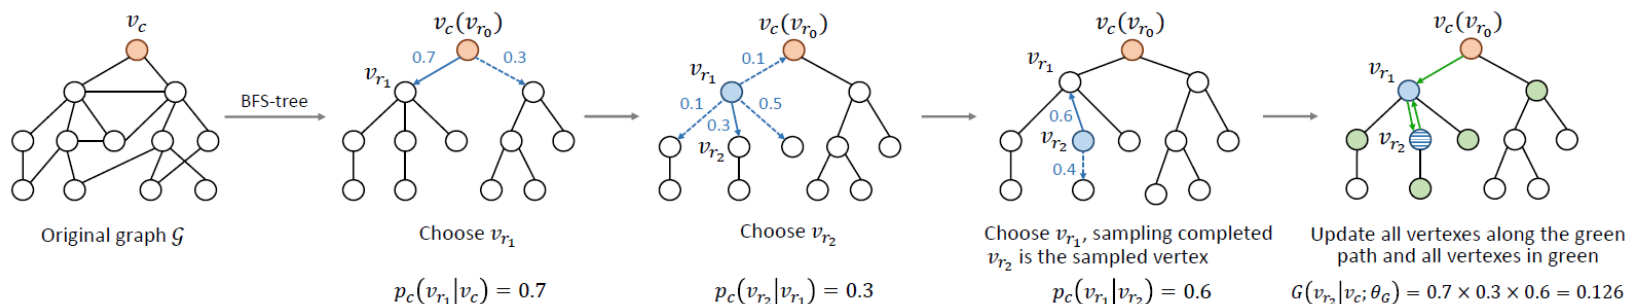 v_c
v_c(v_{r_0})
v_c(v_{r_0})
v_c(v_{r_0})
v_c(v_{r_0})
0.7
0.3
v_{r_1}
v_{r_1}
0.1
v_{r_1}
v_{r_1}
BFS-tree
0.1
0.5
0.3
v_{r_2}
0.6
v_{r_2}
0.4
v_{r_2}
Original graph 𝒢
Choose v_{r_1}
Choose v_{r_2}
Choose v_{r_1}, sampling completed
v_{r_2} is the sampled vertex
Update all vertexes along the green
path and all vertexes in green
p_c(v_{r_1}|v_c) = 0.7
p_c(v_{r_2}|v_{r_1}) = 0.3
p_c(v_{r_1}|v_{r_2}) = 0.6
G(v_{r_2}|v_c; θ_G) = 0.7 × 0.3 × 0.6 = 0.126